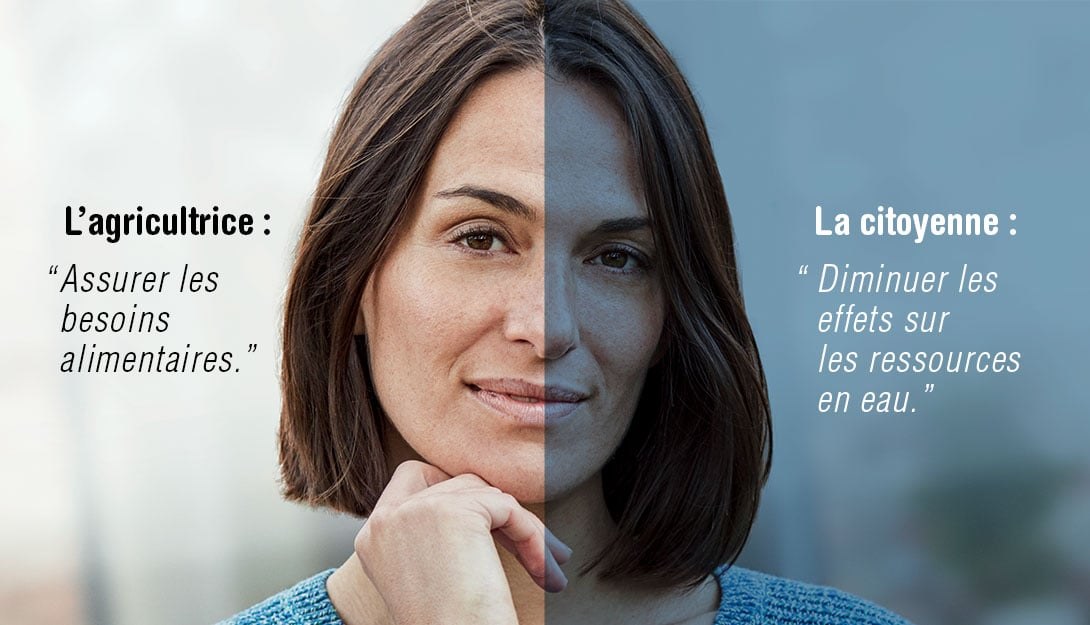 L’agricultrice :
“ Assurer les
besoins
alimentaires.”
La citoyenne :
“ Diminuer les
effets sur
les ressources
en eau.”